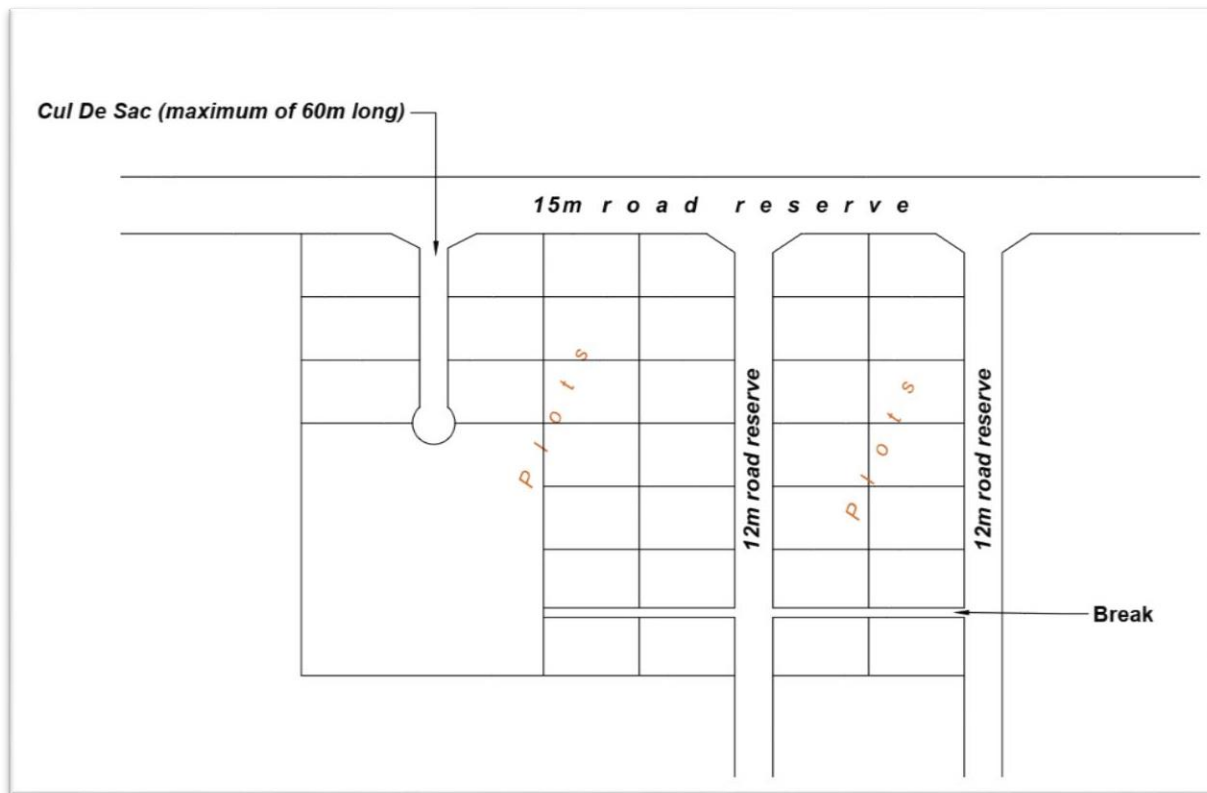 Cul De Sac (maximum of 60m long)
15m road reserve
Plots
Plots
12m road reserve
12m road reserve
Break